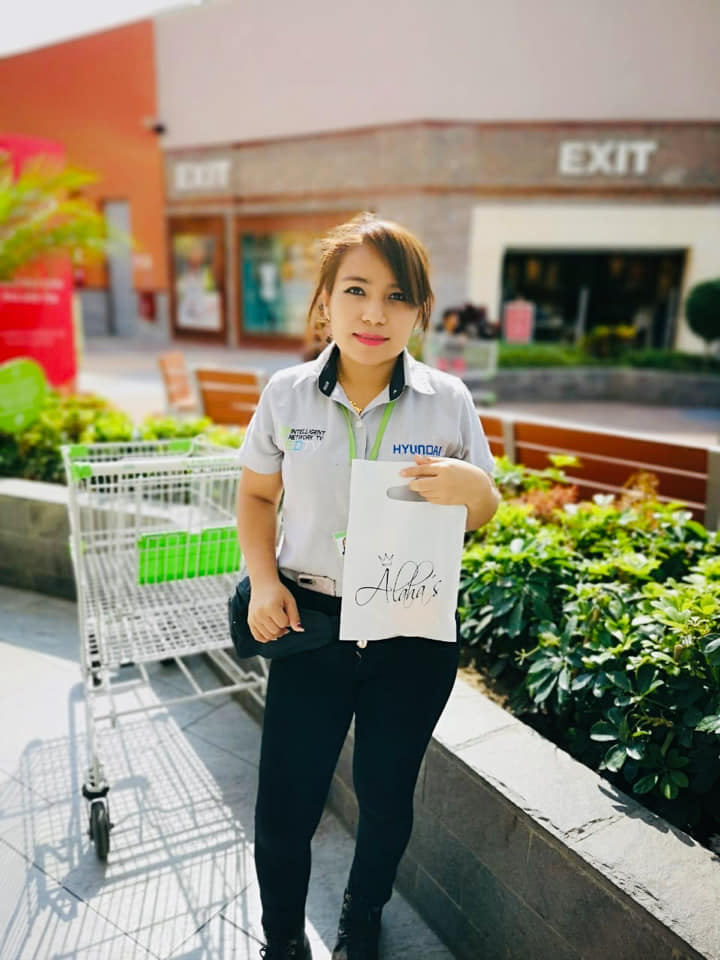 EXIT
EXIT
INTELLIGENT
NETWORK TV
HYUNDAI
Alaha's